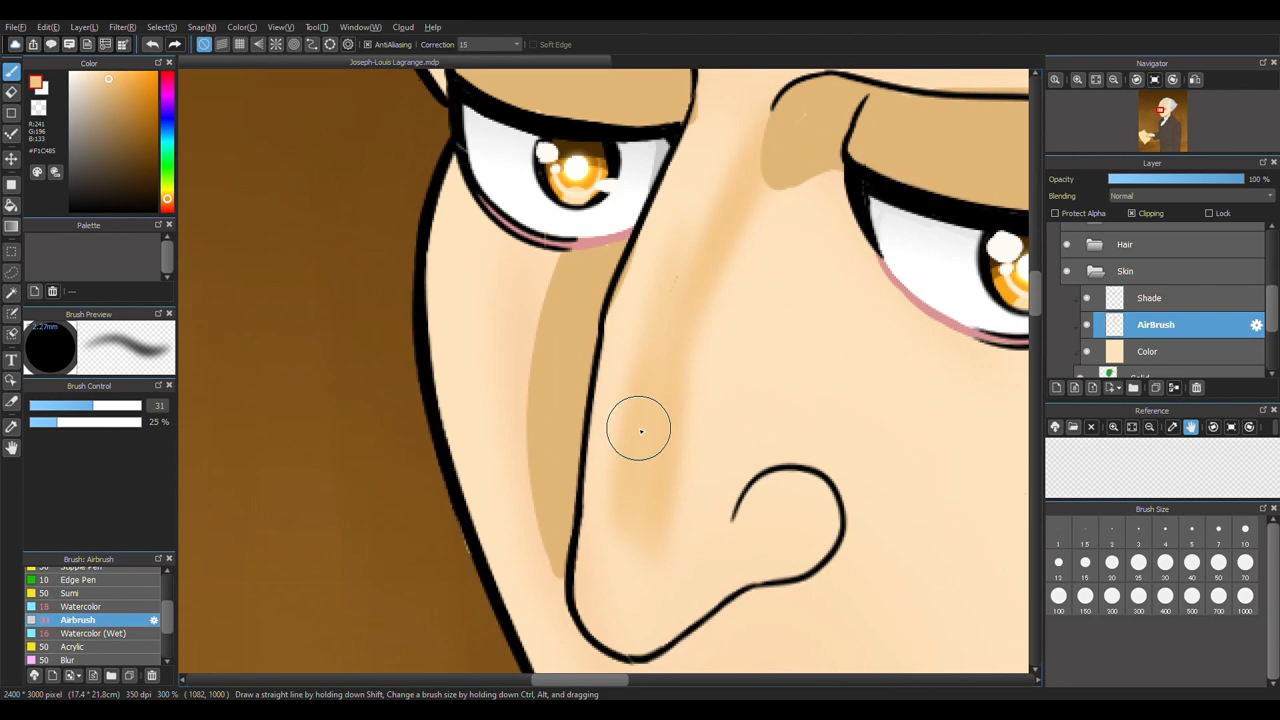 File(F) Edit(E) Layer(L) Filter(R) Select(S) Snap(N) Color(C) View(V) Tool(T) Window(W) Cloud Help
AntiAliasing Correction 15 Soft Edge
Color
Joseph-Louis Lagrange.mdp
Navigator
R:241
G:196
B:133
#F1C485
Layer
Opacity 100 %
Blending Normal
Protect Alpha Clipping Lock
Palette
Hair
Skin
---
Shade
Brush Preview
2.27mm
AirBrush
Color
Brush Control
31
25 %
Reference
Brush Size
1 1.5 2 3 4 5 7 10
12 15 20 25 30 40 50 70
100 150 200 300 400 500 700 1000
Brush: Airbrush
10 Edge Pen
50 Sumi
18 Watercolor
Airbrush
16 Watercolor (Wet)
50 Acrylic
50 Blur
2400 * 3000 pixel (17.4 * 21.8cm) 350 dpi 300 % ( 1082, 1000 ) Draw a straight line by holding down Shift, Change a brush size by holding down Ctrl, Alt, and dragging